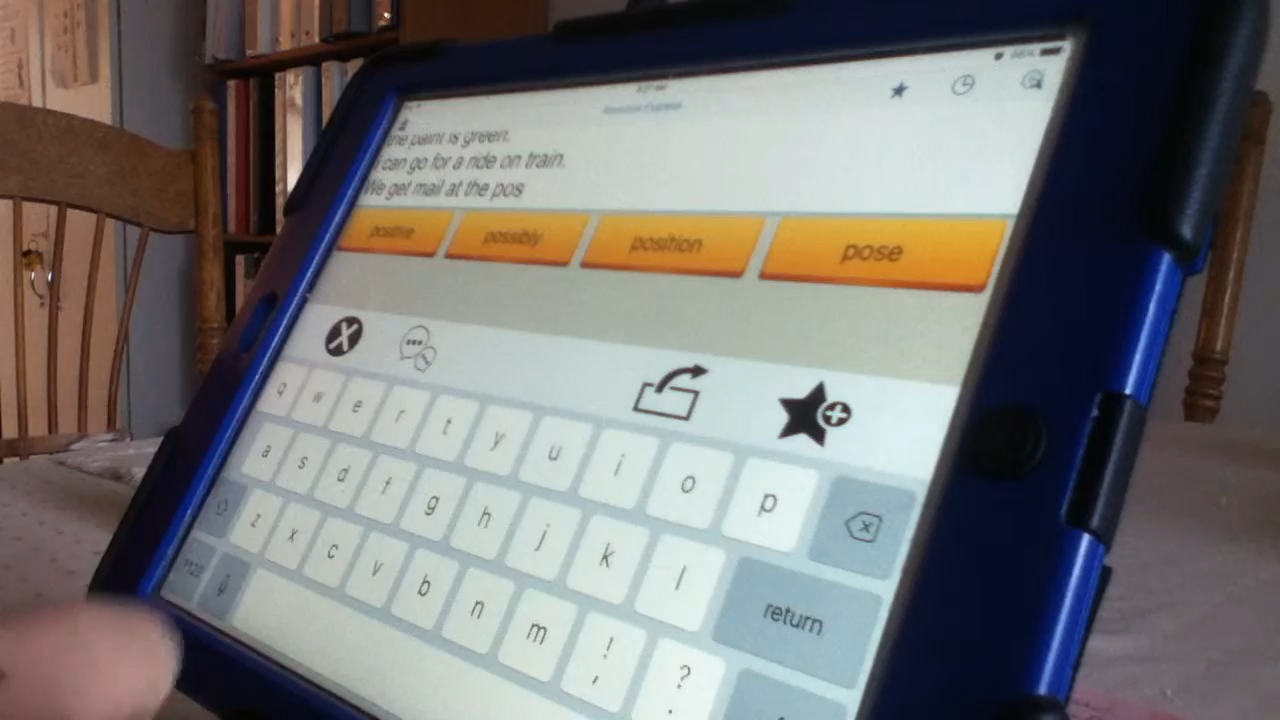 the paint is green.
i can go for a ride on train.
We get mail at the pos
positive possibly position pose
q w e r t y u i o p
a s d f g h j k l return
z x c v b n m ! , ? .